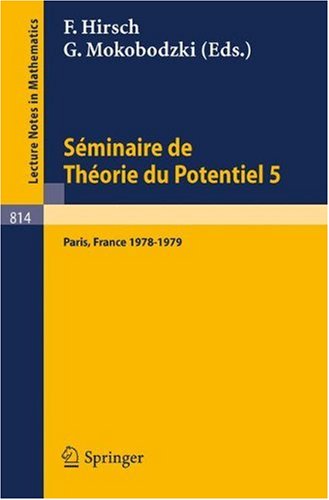 F. Hirsch
G. Mokobodzki (Eds.)
Lecture Notes in Mathematics
814
Séminaire de
Théorie du Potentiel 5
Paris, France 1978-1979
Springer